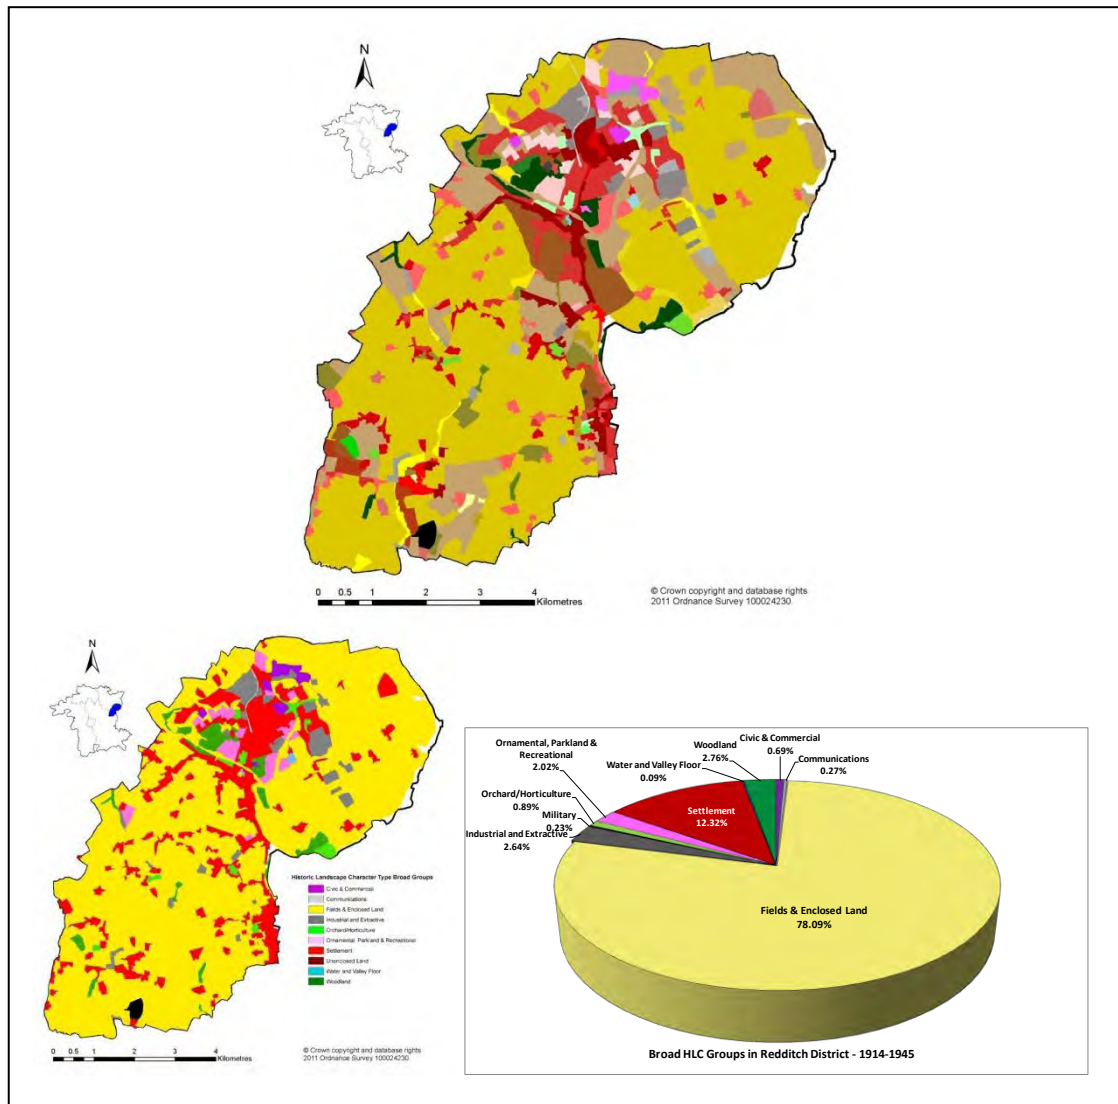 N
0 0.5 1 2 3 4
Kilometres
© Crown copyright and database rights
2011 Ordnance Survey 100024230.
N
Historic Landscape Character Type Broad Groups
Civic & Commercial
Communications
Fields & Enclosed Land
Industrial and Extractive
Orchard/Horticulture
Ornamental, Parkland & Recreational
Settlement
Unenclosed Land
Water and Valley Floor
Woodland
0 0.5 1 2 3 4
Kilometres
© Crown copyright and database rights
2011 Ordnance Survey 100024230.
Ornamental, Parkland &
Recreational
2.02%
Woodland
2.76%
Civic & Commercial
0.69%
Water and Valley Floor
0.09%
Communications
0.27%
Orchard/Horticulture
0.89%
Military
0.23%
Industrial and Extractive
2.64%
Settlement
12.32%
Fields & Enclosed Land
78.09%
Broad HLC Groups in Redditch District - 1914-1945